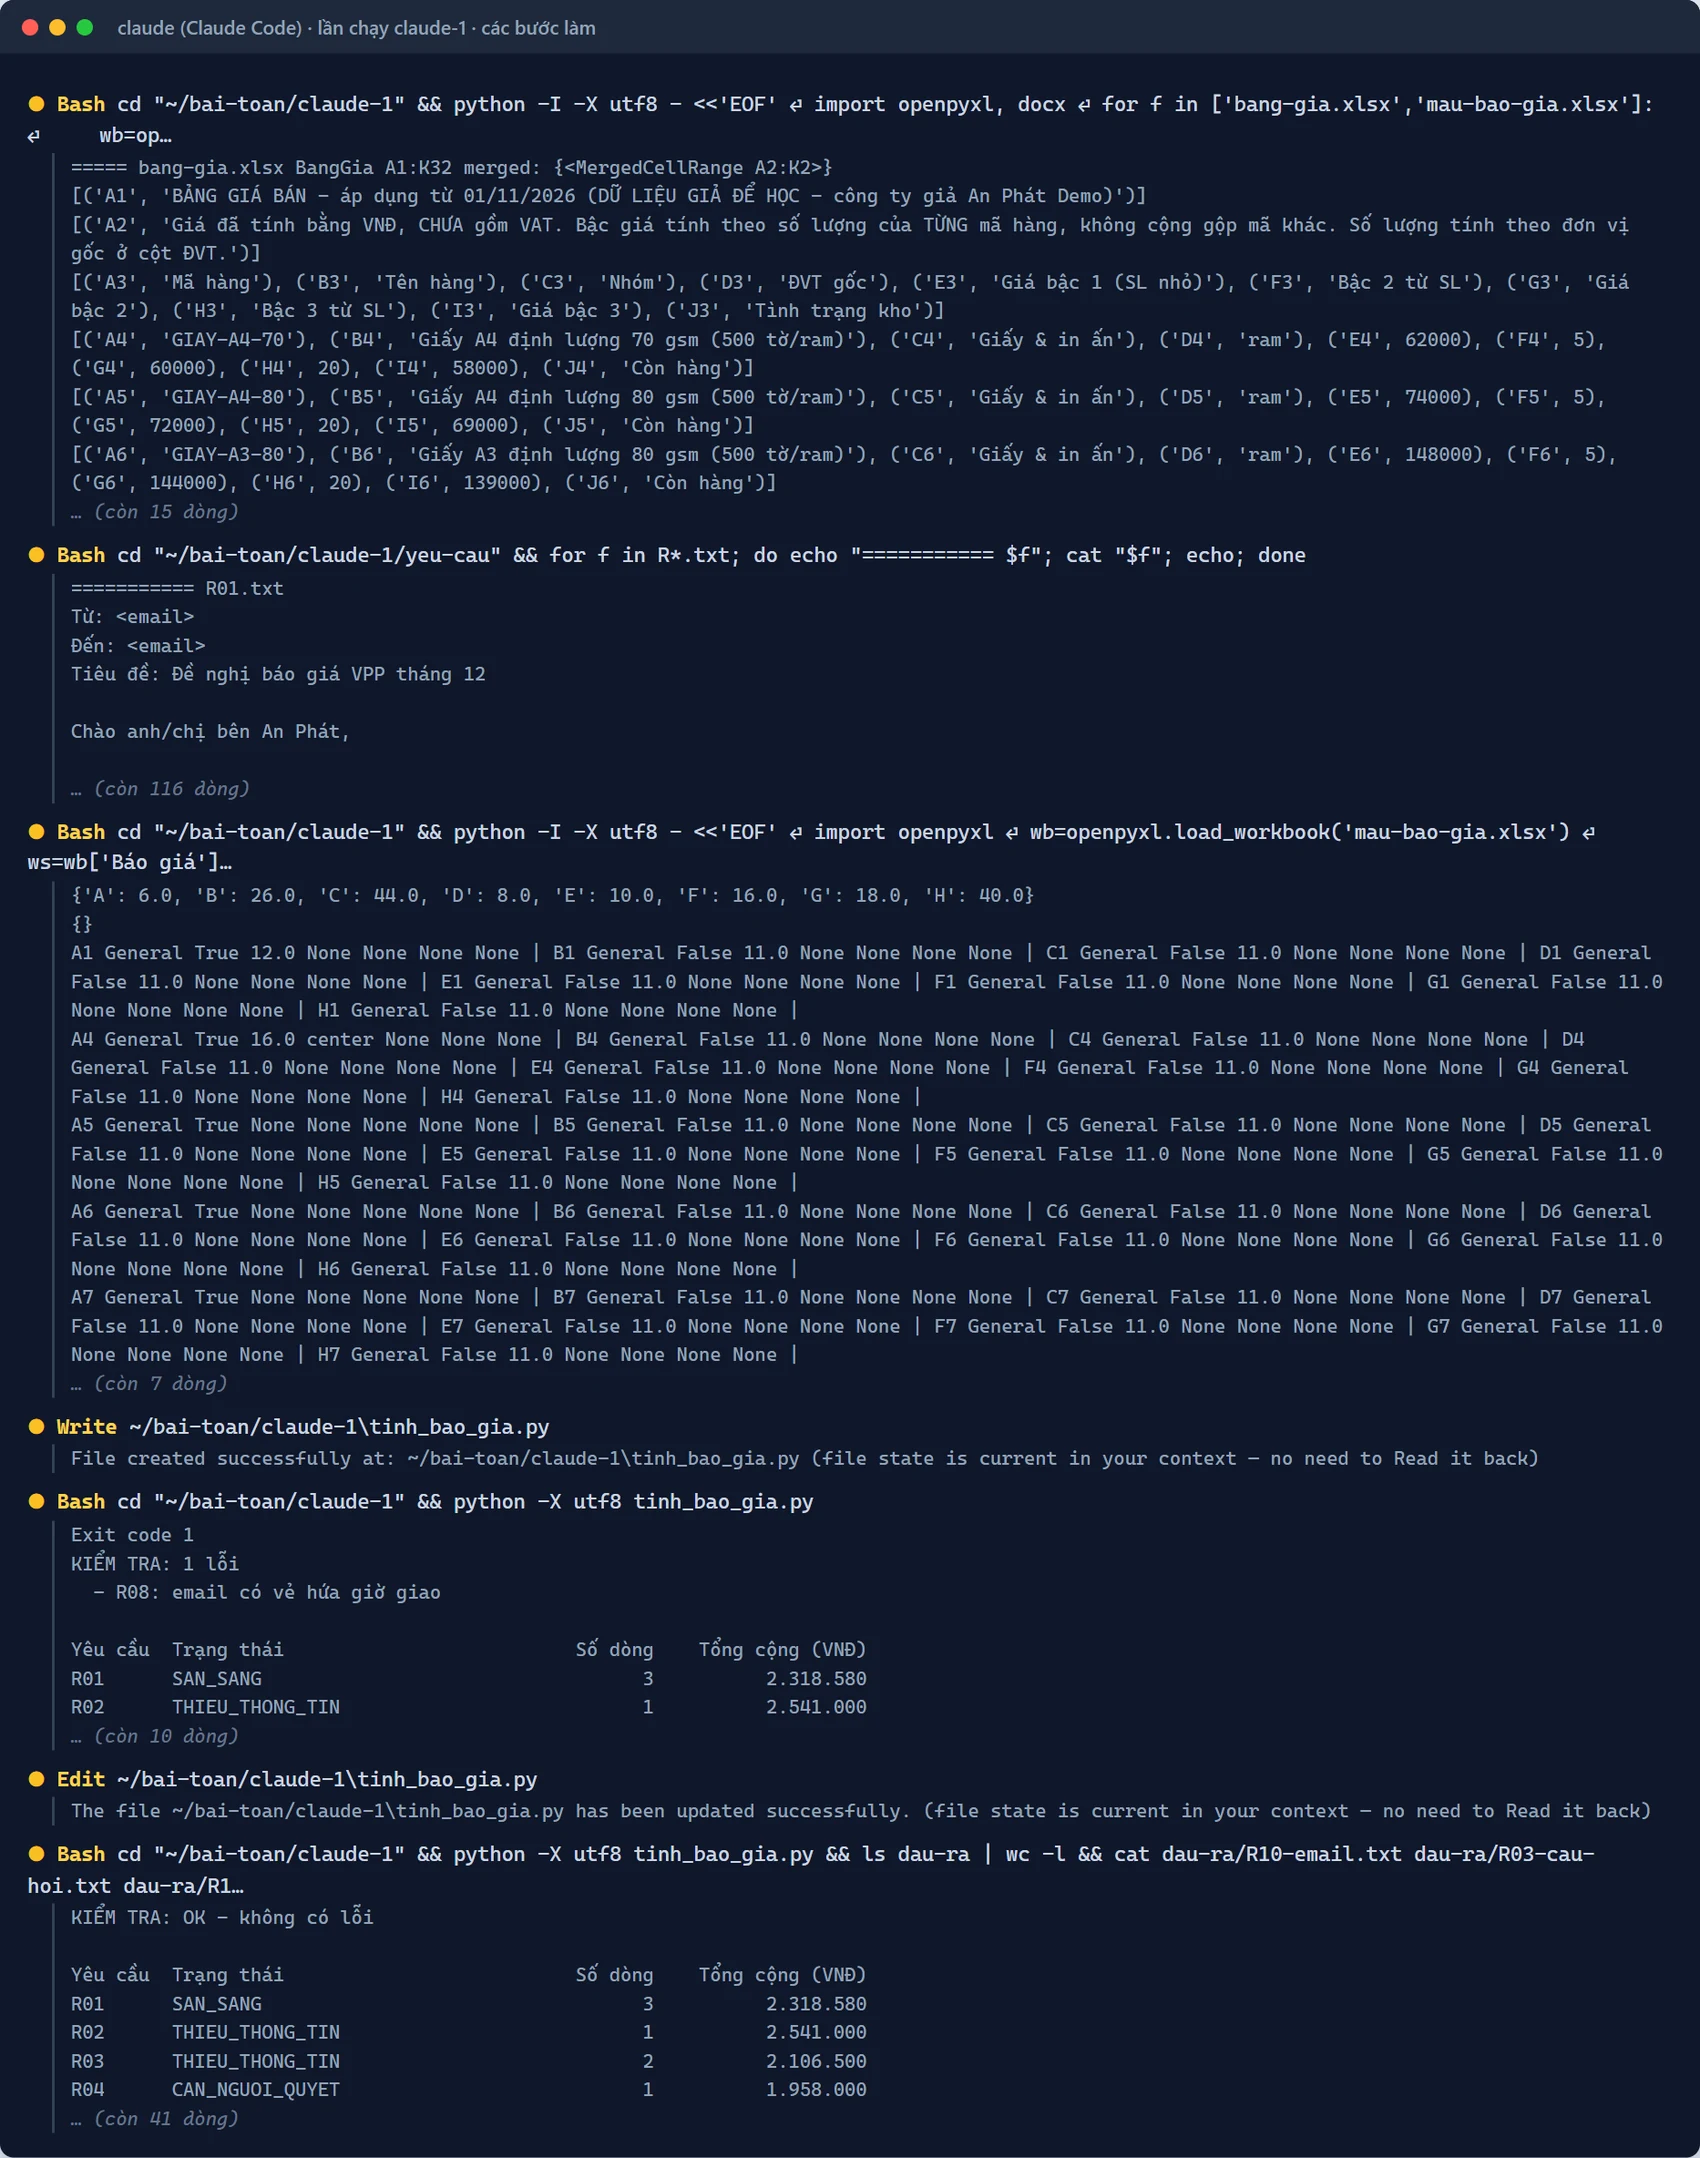 claude (Claude Code) · lần chạy claude-1 · các bước làm
● Bash cd "~/bai-toan/claude-1" && python -I -X utf8 - <<'EOF' ⏎ import openpyxl, docx ⏎ for f in ['bang-gia.xlsx','mau-bao-gia.xlsx']:
⏎     wb=op…
===== bang-gia.xlsx BangGia A1:K32 merged: {<MergedCellRange A2:K2>}
[('A1', 'BẢNG GIÁ BÁN — áp dụng từ 01/11/2026 (DỮ LIỆU GIẢ ĐỂ HỌC — công ty giả An Phát Demo)')]
[('A2', 'Giá đã tính bằng VNĐ, CHƯA gồm VAT. Bậc giá tính theo số lượng của TỪNG mã hàng, không cộng gộp mã khác. Số lượng tính theo đơn vị
gốc ở cột ĐVT.')]
[('A3', 'Mã hàng'), ('B3', 'Tên hàng'), ('C3', 'Nhóm'), ('D3', 'ĐVT gốc'), ('E3', 'Giá bậc 1 (SL nhỏ)'), ('F3', 'Bậc 2 từ SL'), ('G3', 'Giá
bậc 2'), ('H3', 'Bậc 3 từ SL'), ('I3', 'Giá bậc 3'), ('J3', 'Tình trạng kho')]
[('A4', 'GIAY-A4-70'), ('B4', 'Giấy A4 định lượng 70 gsm (500 tờ/ram)'), ('C4', 'Giấy & in ấn'), ('D4', 'ram'), ('E4', 62000), ('F4', 5),
('G4', 60000), ('H4', 20), ('I4', 58000), ('J4', 'Còn hàng')]
[('A5', 'GIAY-A4-80'), ('B5', 'Giấy A4 định lượng 80 gsm (500 tờ/ram)'), ('C5', 'Giấy & in ấn'), ('D5', 'ram'), ('E5', 74000), ('F5', 5),
('G5', 72000), ('H5', 20), ('I5', 69000), ('J5', 'Còn hàng')]
[('A6', 'GIAY-A3-80'), ('B6', 'Giấy A3 định lượng 80 gsm (500 tờ/ram)'), ('C6', 'Giấy & in ấn'), ('D6', 'ram'), ('E6', 148000), ('F6', 5),
('G6', 144000), ('H6', 20), ('I6', 139000), ('J6', 'Còn hàng')]
… (còn 15 dòng)
● Bash cd "~/bai-toan/claude-1/yeu-cau" && for f in R*.txt; do echo "=========== $f"; cat "$f"; echo; done
=========== R01.txt
Từ: <email>
Đến: <email>
Tiêu đề: Đề nghị báo giá VPP tháng 12
Chào anh/chị bên An Phát,
… (còn 116 dòng)
● Bash cd "~/bai-toan/claude-1" && python -I -X utf8 - <<'EOF' ⏎ import openpyxl ⏎ wb=openpyxl.load_workbook('mau-bao-gia.xlsx') ⏎
ws=wb['Báo giá']…
{'A': 6.0, 'B': 26.0, 'C': 44.0, 'D': 8.0, 'E': 10.0, 'F': 16.0, 'G': 18.0, 'H': 40.0}
{}
A1 General True 12.0 None None None None | B1 General False 11.0 None None None None | C1 General False 11.0 None None None None | D1 General
False 11.0 None None None None | E1 General False 11.0 None None None None | F1 General False 11.0 None None None None | G1 General False 11.0
None None None None | H1 General False 11.0 None None None None |
A4 General True 16.0 center None None None | B4 General False 11.0 None None None None | C4 General False 11.0 None None None None | D4
General False 11.0 None None None None | E4 General False 11.0 None None None None | F4 General False 11.0 None None None None | G4 General
False 11.0 None None None None | H4 General False 11.0 None None None None |
A5 General True None None None None None | B5 General False 11.0 None None None None | C5 General False 11.0 None None None None | D5 General
False 11.0 None None None None | E5 General False 11.0 None None None None | F5 General False 11.0 None None None None | G5 General False 11.0
None None None None | H5 General False 11.0 None None None None |
A6 General True None None None None None | B6 General False 11.0 None None None None | C6 General False 11.0 None None None None | D6 General
False 11.0 None None None None | E6 General False 11.0 None None None None | F6 General False 11.0 None None None None | G6 General False 11.0
None None None None | H6 General False 11.0 None None None None |
A7 General True None None None None None | B7 General False 11.0 None None None None | C7 General False 11.0 None None None None | D7 General
False 11.0 None None None None | E7 General False 11.0 None None None None | F7 General False 11.0 None None None None | G7 General False 11.0
None None None None | H7 General False 11.0 None None None None |
… (còn 7 dòng)
● Write ~/bai-toan/claude-1\tinh_bao_gia.py
File created successfully at: ~/bai-toan/claude-1\tinh_bao_gia.py (file state is current in your context — no need to Read it back)
● Bash cd "~/bai-toan/claude-1" && python -X utf8 tinh_bao_gia.py
Exit code 1
KIỂM TRA: 1 lỗi
  - R08: email có vẻ hứa giờ giao
Yêu cầu  Trạng thái                          Số dòng    Tổng cộng (VNĐ)
R01      SAN_SANG                                  3          2.318.580
R02      THIEU_THONG_TIN                           1          2.541.000
… (còn 10 dòng)
● Edit ~/bai-toan/claude-1\tinh_bao_gia.py
The file ~/bai-toan/claude-1\tinh_bao_gia.py has been updated successfully. (file state is current in your context — no need to Read it back)
● Bash cd "~/bai-toan/claude-1" && python -X utf8 tinh_bao_gia.py && ls dau-ra | wc -l && cat dau-ra/R10-email.txt dau-ra/R03-cau-
hoi.txt dau-ra/R1…
KIỂM TRA: OK - không có lỗi
Yêu cầu  Trạng thái                          Số dòng    Tổng cộng (VNĐ)
R01      SAN_SANG                                  3          2.318.580
R02      THIEU_THONG_TIN                           1          2.541.000
R03      THIEU_THONG_TIN                           2          2.106.500
R04      CAN_NGUOI_QUYET                           1          1.958.000
… (còn 41 dòng)